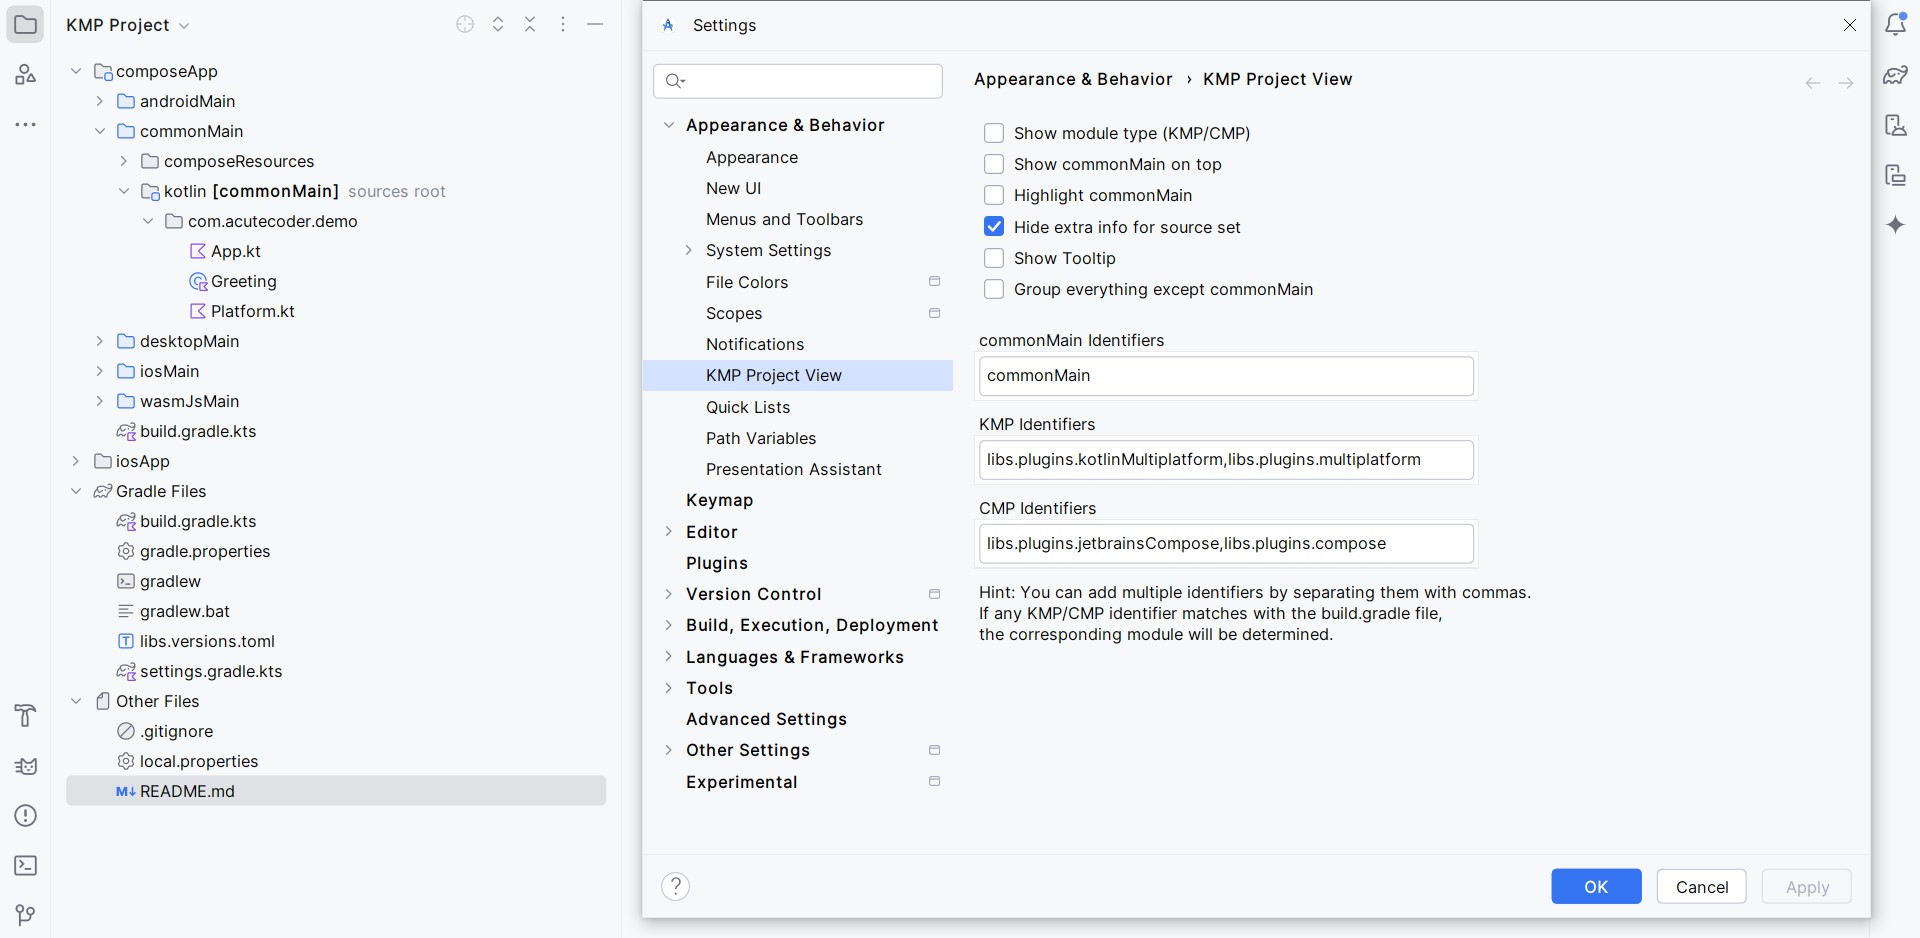 KMP Project
composeApp
androidMain
commonMain
composeResources
kotlin [commonMain] sources root
com.acutecoder.demo
App.kt
Greeting
Platform.kt
desktopMain
iosMain
wasmJsMain
build.gradle.kts
iosApp
Gradle Files
build.gradle.kts
gradle.properties
gradlew
gradlew.bat
libs.versions.toml
settings.gradle.kts
Other Files
.gitignore
local.properties
M↓ README.md
Settings
Appearance & Behavior
Appearance
New UI
Menus and Toolbars
System Settings
File Colors
Scopes
Notifications
KMP Project View
Quick Lists
Path Variables
Presentation Assistant
Keymap
Editor
Plugins
Version Control
Build, Execution, Deployment
Languages & Frameworks
Tools
Advanced Settings
Other Settings
Experimental
Appearance & Behavior › KMP Project View
Show module type (KMP/CMP)
Show commonMain on top
Highlight commonMain
Hide extra info for source set
Show Tooltip
Group everything except commonMain
commonMain Identifiers
commonMain
KMP Identifiers
libs.plugins.kotlinMultiplatform,libs.plugins.multiplatform
CMP Identifiers
libs.plugins.jetbrainsCompose,libs.plugins.compose
Hint: You can add multiple identifiers by separating them with commas.
If any KMP/CMP identifier matches with the build.gradle file,
the corresponding module will be determined.
?
OK
Cancel
Apply